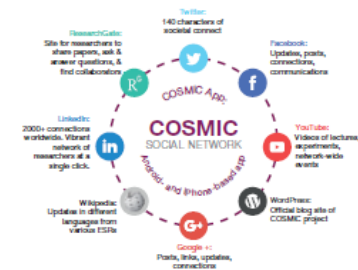 Twitter:
140 characters of
societal connect
ResearchGate:
Site for researchers to
share papers, ask &
answer questions, &
find collaborators
Facebook:
Updates, posts,
connections,
communications
COSMIC App:
COSMIC
SOCIAL NETWORK
Android- and iPhone-based app
LinkedIn:
2000+ connections
worldwide. Vibrant
network of
researchers at a
single click.
YouTube:
Videos of lectures,
experiments,
network-wide
events
Wikipedia:
Updates in different
languages from
various ESRs
WordPress:
Official blog site of
COSMIC project
Google +:
Posts, links, updates,
connections